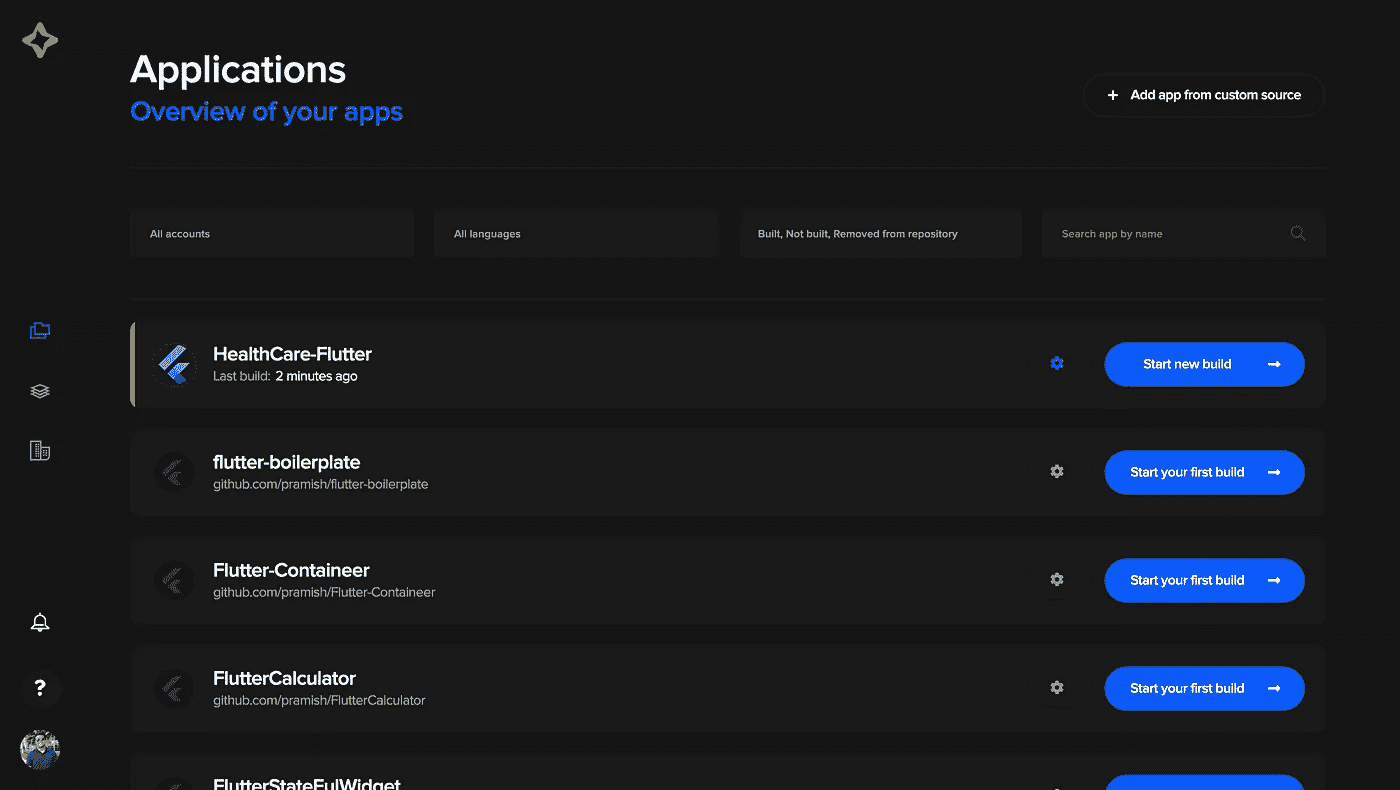 Applications
Overview of your apps
+ Add app from custom source
All accounts
All languages
Built, Not built, Removed from repository
Search app by name
HealthCare-Flutter
Last build: 2 minutes ago
Start new build →
flutter-boilerplate
github.com/pramish/flutter-boilerplate
Start your first build →
Flutter-Containeer
github.com/pramish/Flutter-Containeer
Start your first build →
FlutterCalculator
github.com/pramish/FlutterCalculator
Start your first build →
?
FlutterStateFulWidget